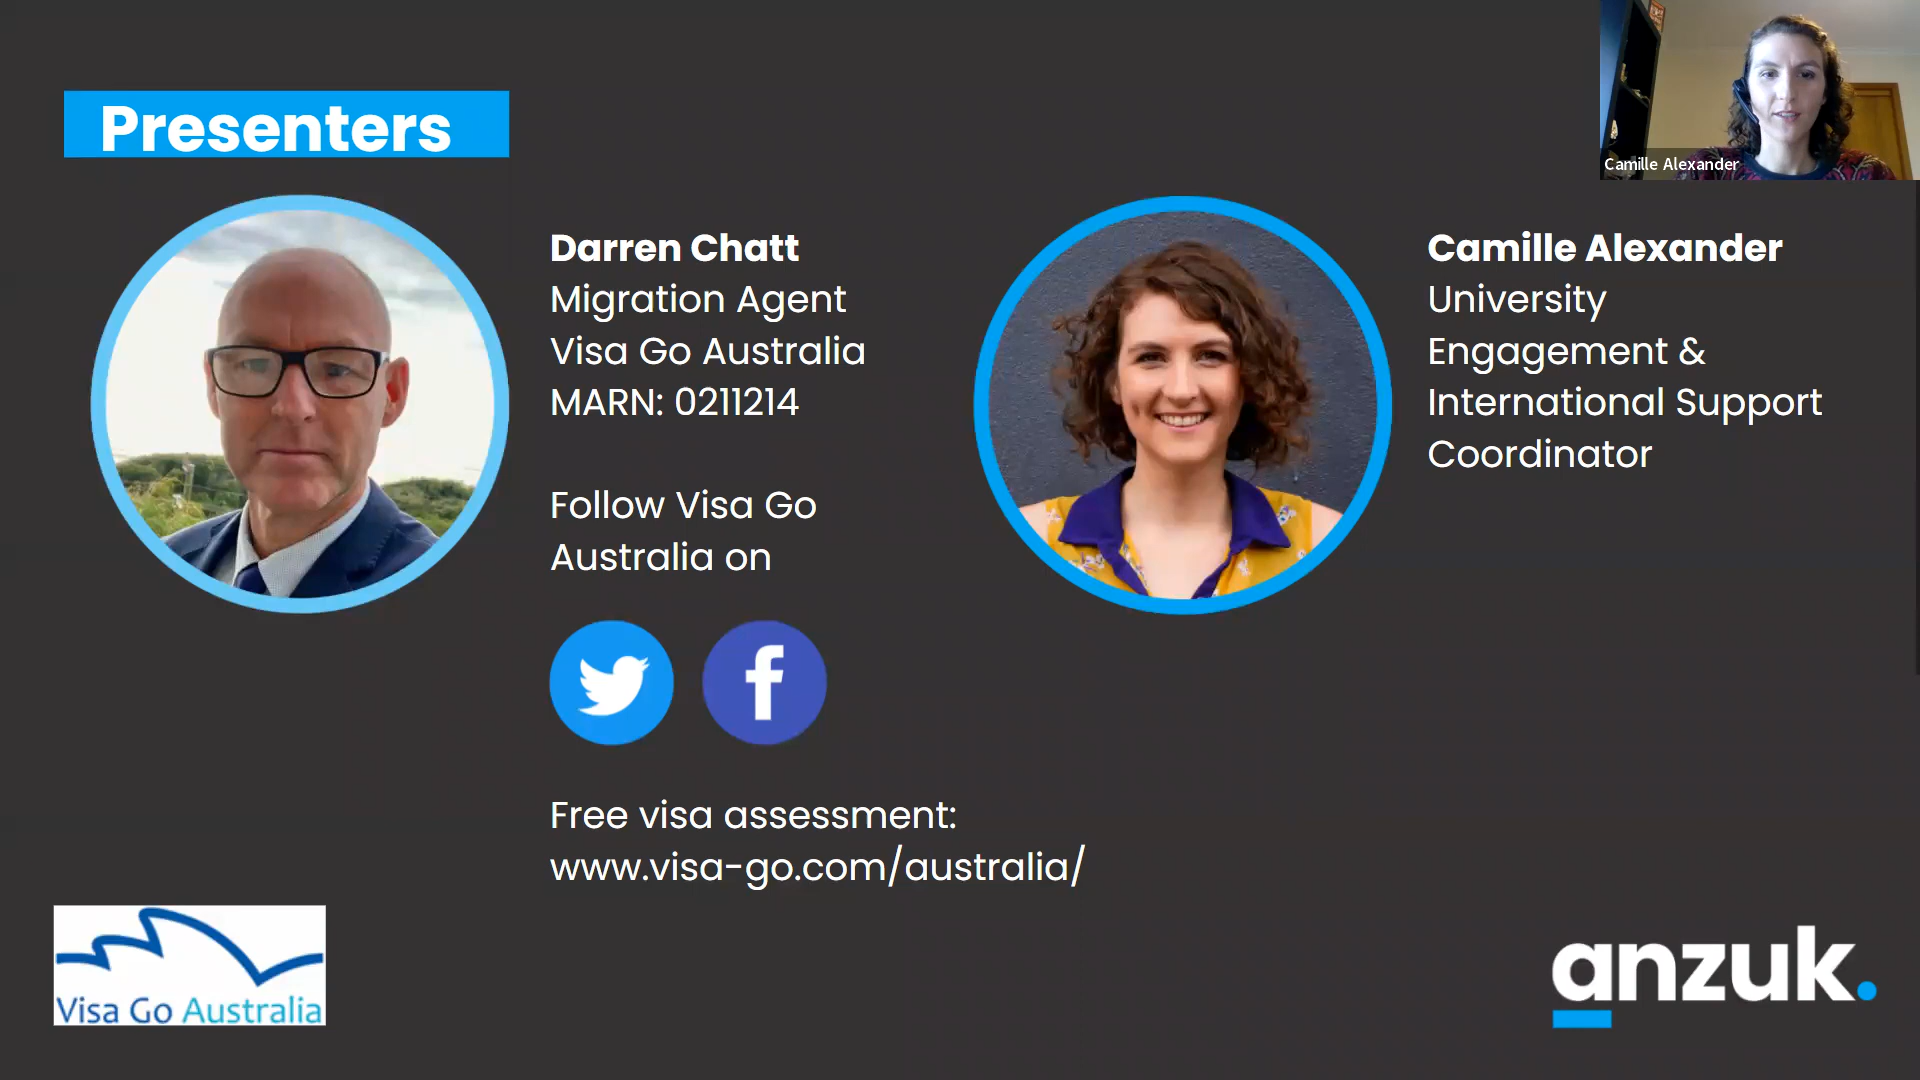 Presenters
Camille Alexander
Darren Chatt
Migration Agent
Visa Go Australia
MARN: 0211214
Follow Visa Go
Australia on
f
Free visa assessment:
www.visa-go.com/australia/
Camille Alexander
University
Engagement &
International Support
Coordinator
Visa Go Australia
anzuk.